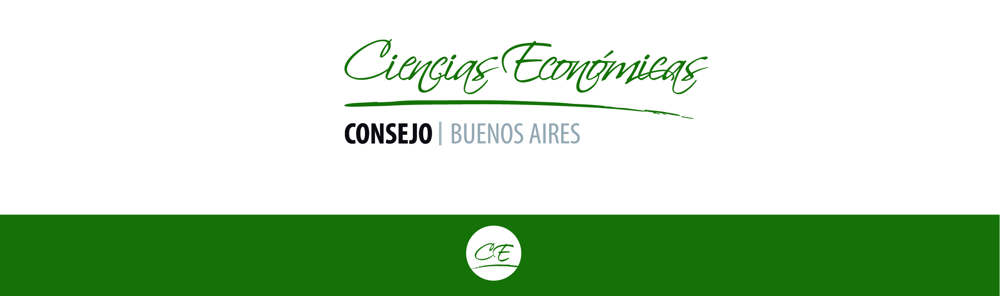 Ciencias Económicas
CONSEJO | BUENOS AIRES
CE